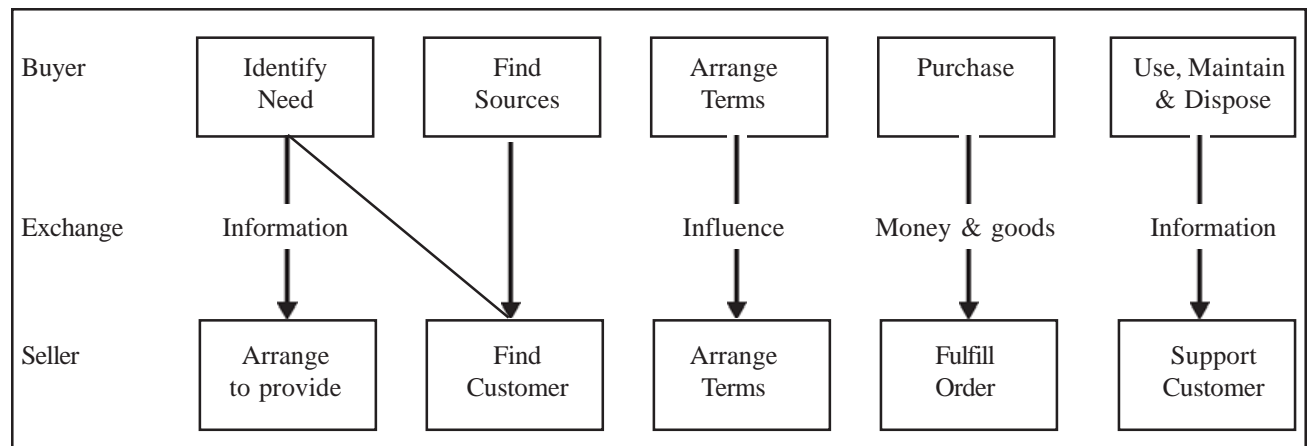 Buyer
Identify
Need
Find
Sources
Arrange
Terms
Purchase
Use, Maintain
& Dispose
Exchange
Information
Influence
Money & goods
Information
Seller
Arrange
to provide
Find
Customer
Arrange
Terms
Fulfill
Order
Support
Customer